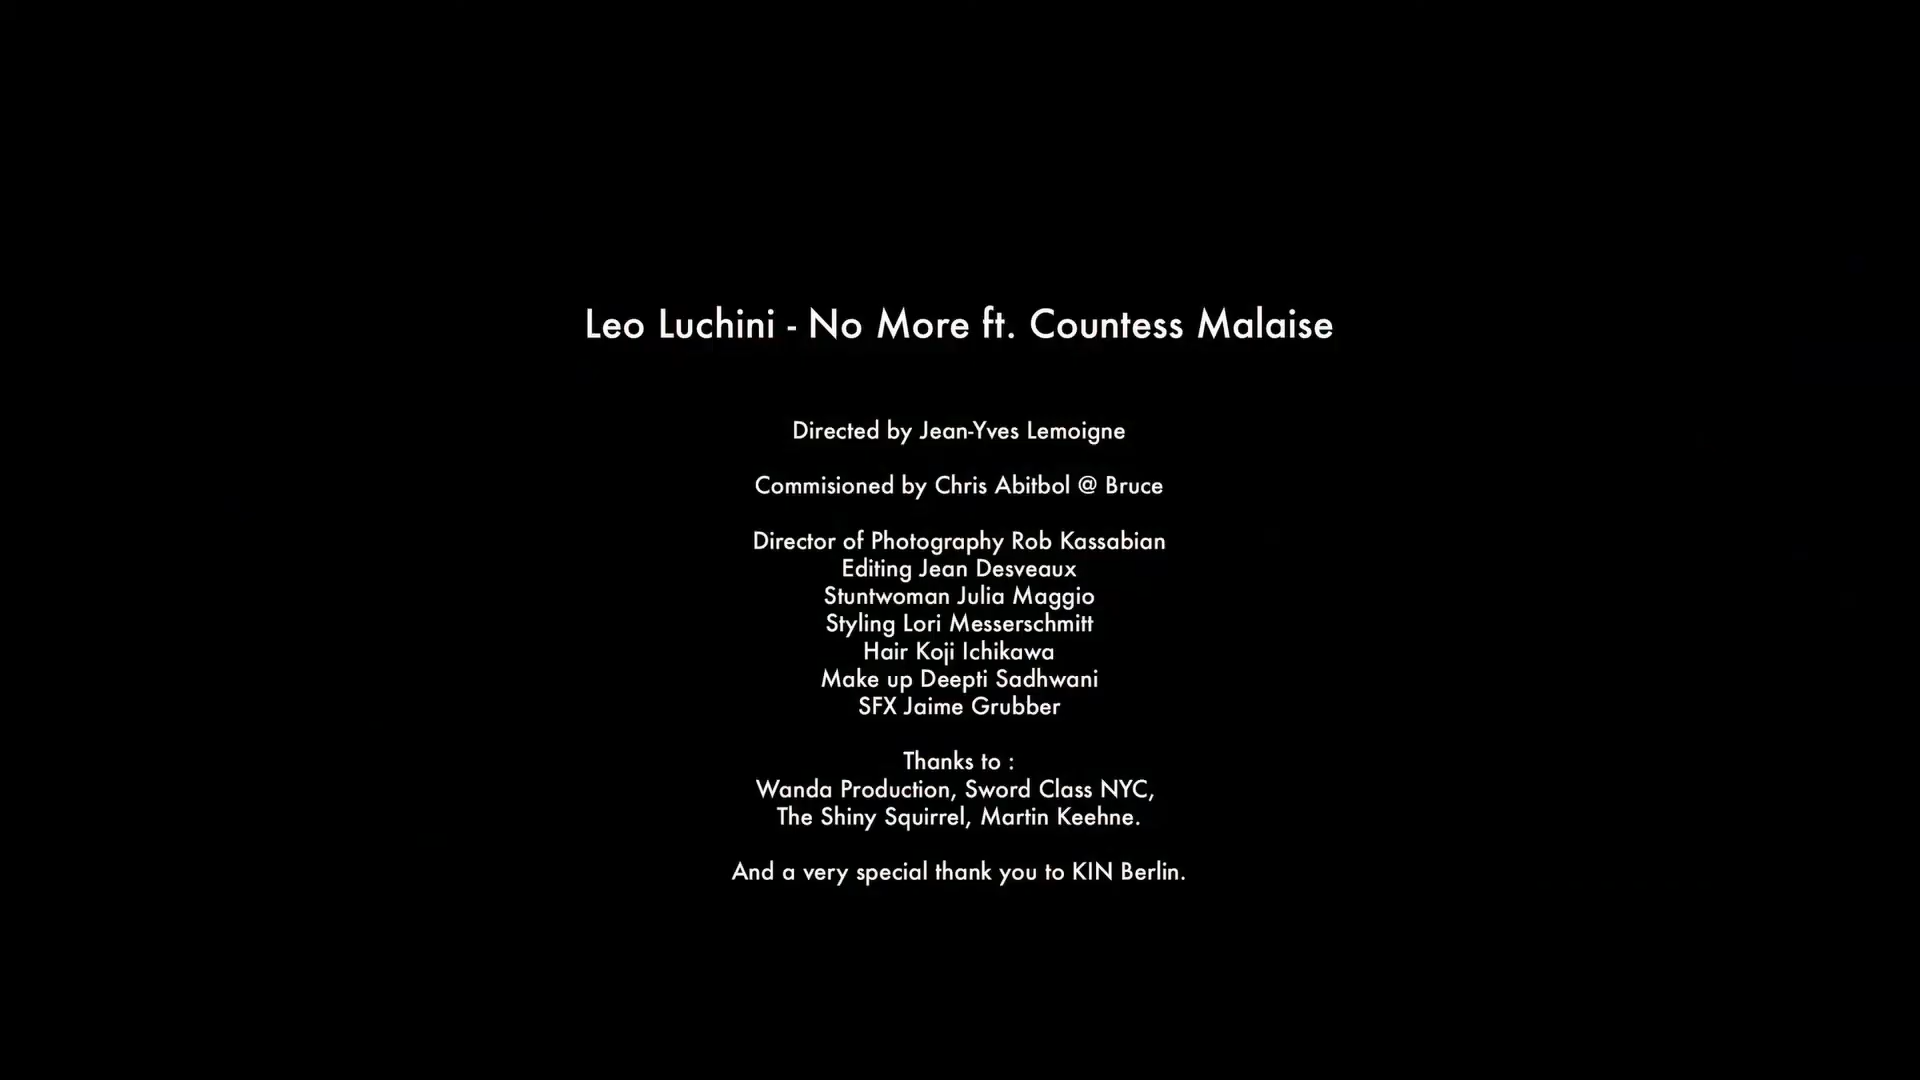 Leo Luchini - No More ft. Countess Malaise
Directed by Jean-Yves Lemoigne
Commisioned by Chris Abitbol @ Bruce
Director of Photography Rob Kassabian
Editing Jean Desveaux
Stuntwoman Julia Maggio
Styling Lori Messerschmitt
Hair Koji Ichikawa
Make up Deepti Sadhwani
SFX Jaime Grubber
Thanks to :
Wanda Production, Sword Class NYC,
The Shiny Squirrel, Martin Keehne.
And a very special thank you to KIN Berlin.